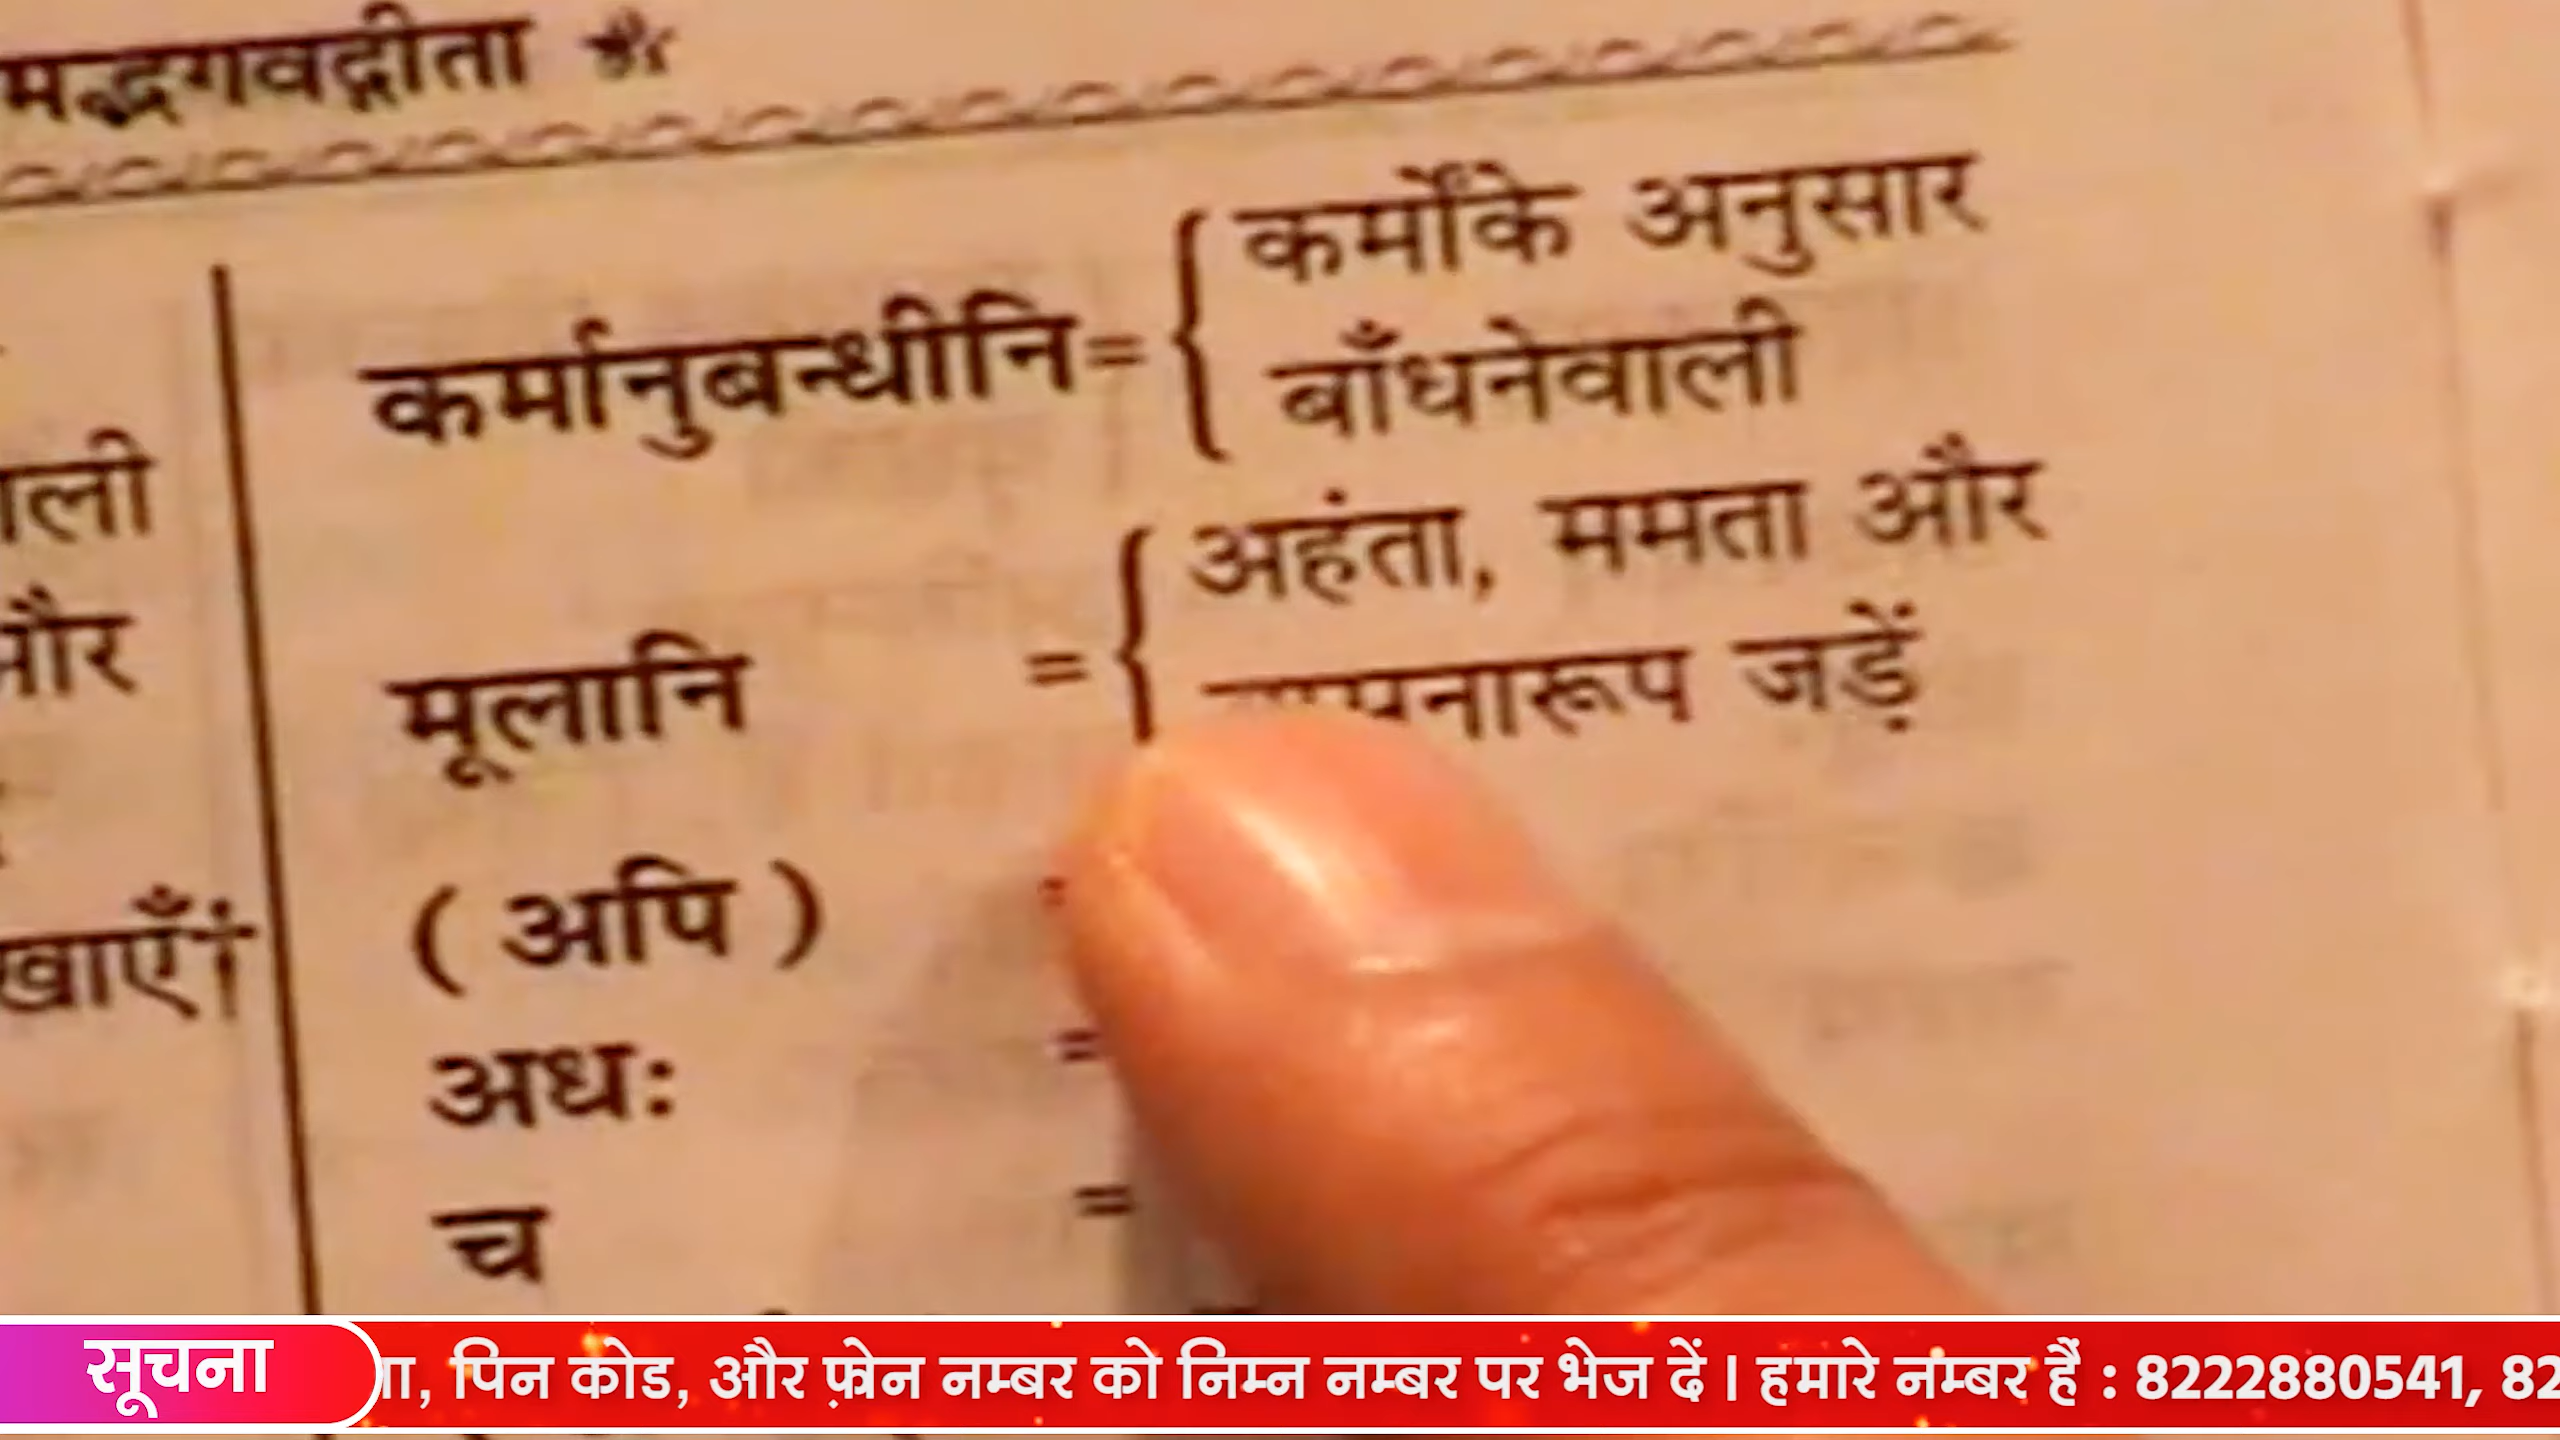 मद्भगवद्गीता *
कर्मानुबन्धीनि= { कर्मोंके अनुसार
बाँधनेवाली
मूलानि = { अहंता, ममता और
जड़ें
( अपि )
अधः =
च =
ाली
और
खाएँ†
सूचना
पिन कोड, और फ़ोन नम्बर को निम्न नम्बर पर भेज दें । हमारे नम्बर हैं : 8222880541, 82